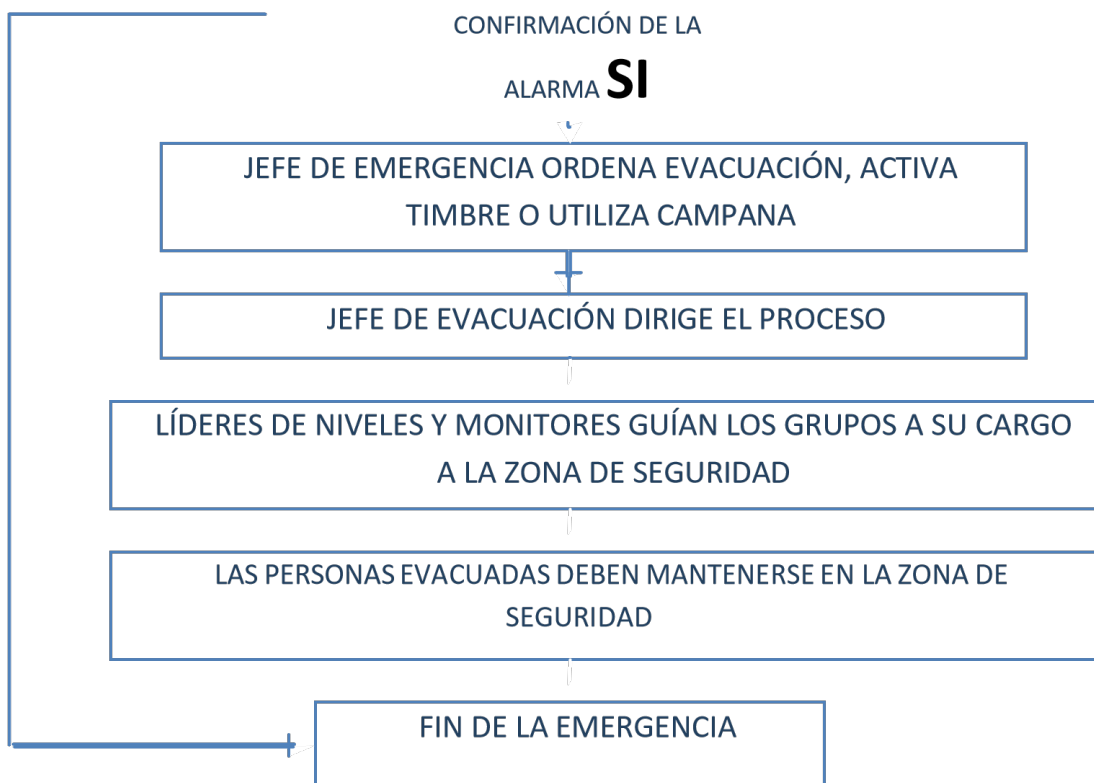 CONFIRMACIÓN DE LA
ALARMA SI
JEFE DE EMERGENCIA ORDENA EVACUACIÓN, ACTIVA
TIMBRE O UTILIZA CAMPANA
JEFE DE EVACUACIÓN DIRIGE EL PROCESO
LÍDERES DE NIVELES Y MONITORES GUÍAN LOS GRUPOS A SU CARGO
A LA ZONA DE SEGURIDAD
LAS PERSONAS EVACUADAS DEBEN MANTENERSE EN LA ZONA DE
SEGURIDAD
FIN DE LA EMERGENCIA